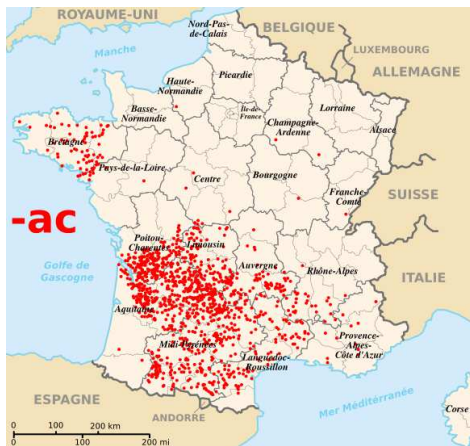 ROYAUME-UNI
BELGIQUE
LUXEMBOURG
ALLEMAGNE
Manche
Nord-Pas-
de-Calais
Picardie
Haute-
Normandie
Basse-
Normandie
Île-de-
France
Champagne-
Ardenne
Lorraine
Alsace
Bretagne
Pays-de-la-Loire
Centre
Bourgogne
Franche-
Comté
SUISSE
-ac
Poitou-
Charentes
Limousin
Auvergne
Rhône-Alpes
ITALIE
Golfe de
Gascogne
Aquitaine
Midi-Pyrénées
Languedoc-
Roussillon
Provence-
Alpes-
Côte d'Azur
ESPAGNE
ANDORRE
Mer Méditerranée
Corse
0 100 200 km
0 100 200 mi